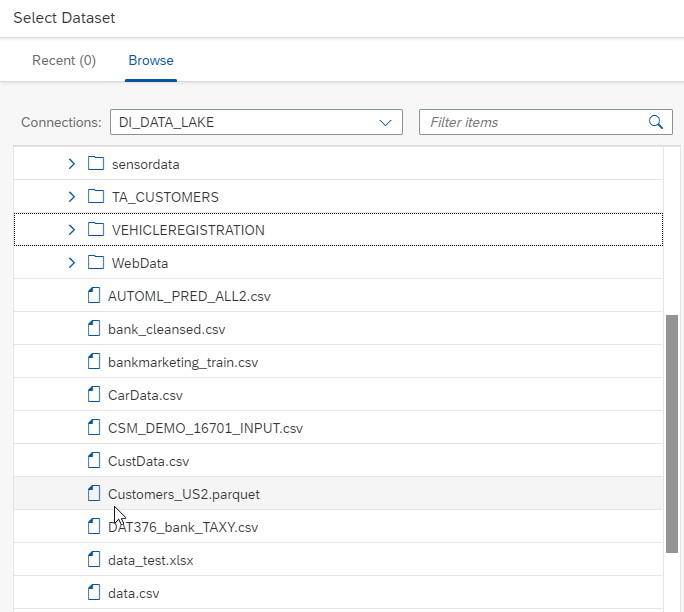 Select Dataset
Recent (0) Browse
Connections: DI_DATA_LAKE Filter items
sensordata
TA_CUSTOMERS
VEHICLEREGISTRATION
WebData
AUTOML_PRED_ALL2.csv
bank_cleansed.csv
bankmarketing_train.csv
CarData.csv
CSM_DEMO_16701_INPUT.csv
CustData.csv
Customers_US2.parquet
DAT376_bank_TAXY.csv
data_test.xlsx
data.csv